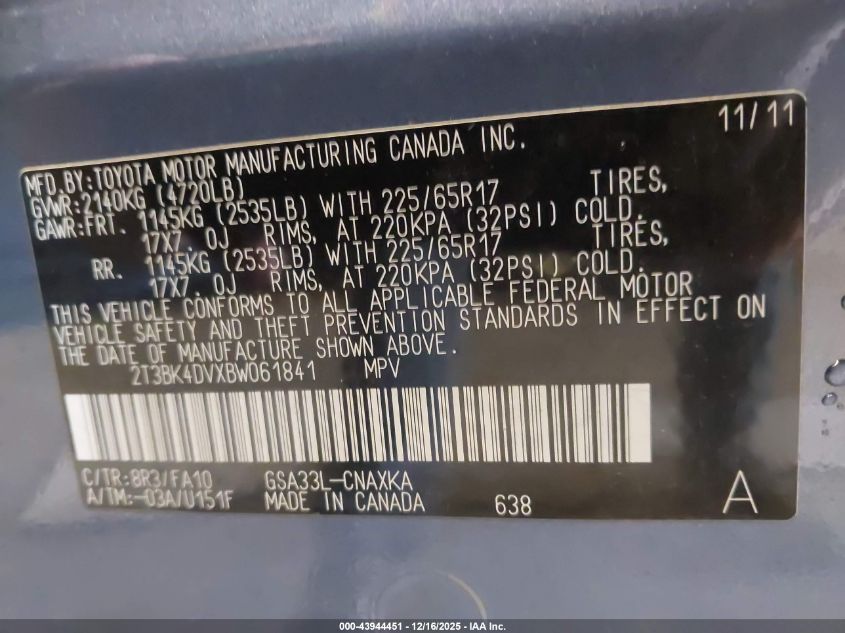 11/11
MFD.BY:TOYOTA MOTOR MANUFACTURING CANADA INC.
GVWR:2140KG (4720LB)
GAWR:FRT. 1145KG (2535LB) WITH 225/65R17 TIRES,
17X7. 0J RIMS, AT 220KPA (32PSI) COLD.
RR. 1145KG (2535LB) WITH 225/65R17 TIRES,
17X7 0J RIMS, AT 220KPA (32PSI) COLD.
THIS VEHICLE CONFORMS TO ALL APPLICABLE FEDERAL MOTOR
VEHICLE SAFETY AND THEFT PREVENTION STANDARDS IN EFFECT ON
THE DATE OF MANUFACTURE SHOWN ABOVE.
2T3BK4DVXBW061841 MPV
C/TR:8R3/FA10 GSA33L-CNAXKA
A/TM:-03A/U151F MADE IN CANADA 638 A
000-43944451 - 12/16/2025 - IAA Inc.